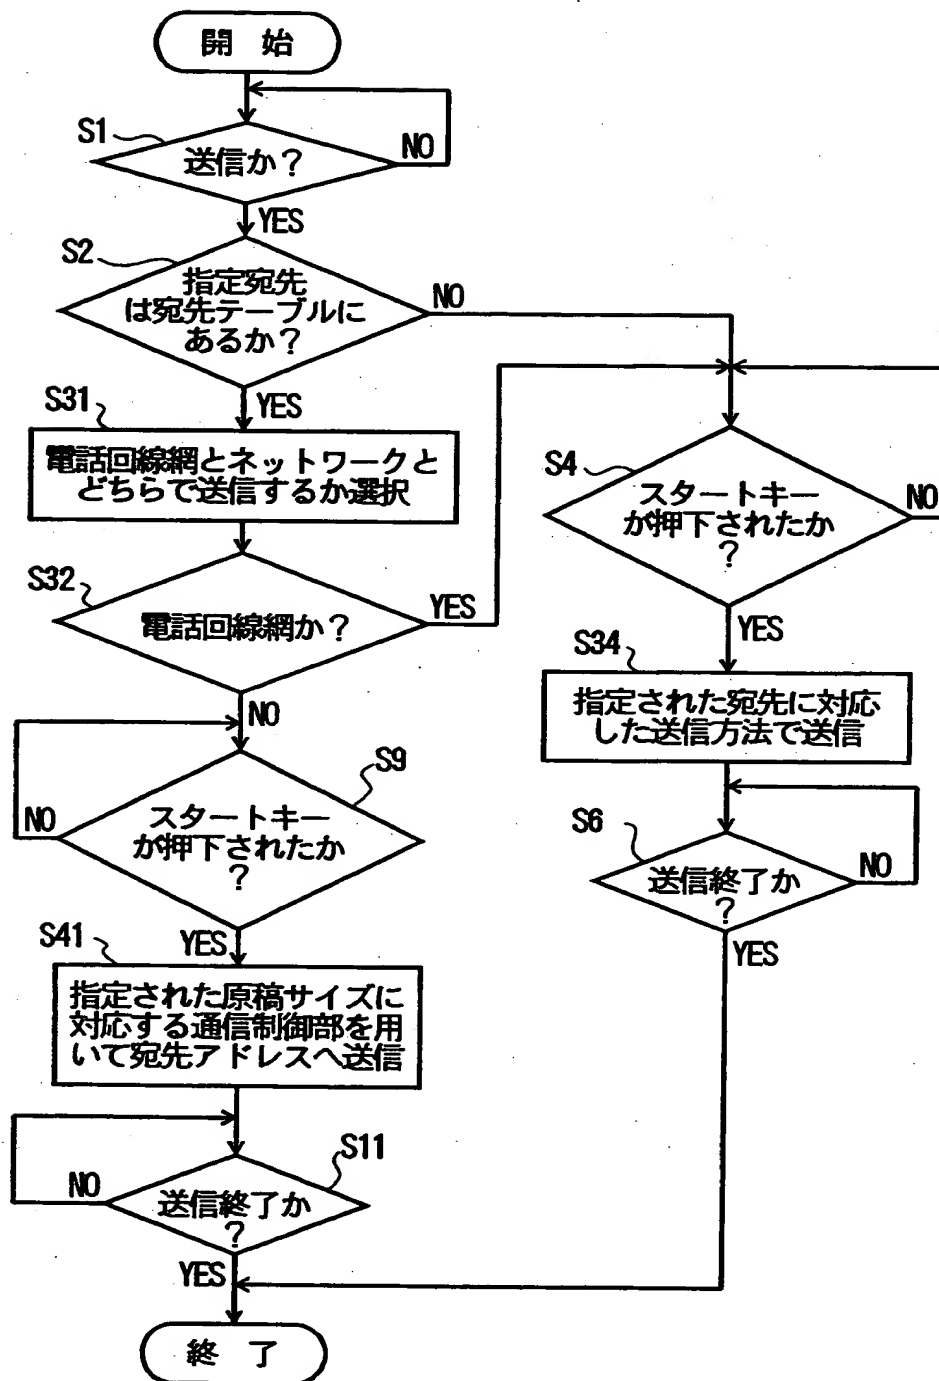 開 始
S1
送信か?
NO
YES
S2
指定宛先
は宛先テーブルに
あるか?
NO
YES
S31
電話回線網とネットワークと
どちらで送信するか選択
S32
電話回線網か?
YES
NO
S9
スタートキー
が押下されたか
?
NO
YES
S41
指定された原稿サイズに
対応する通信制御部を用
いて宛先アドレスへ送信
S11
送信終了か
?
NO
YES
S4
スタートキー
が押下されたか
?
NO
YES
S34
指定された宛先に対応
した送信方法で送信
S6
送信終了か
?
NO
YES
終 了